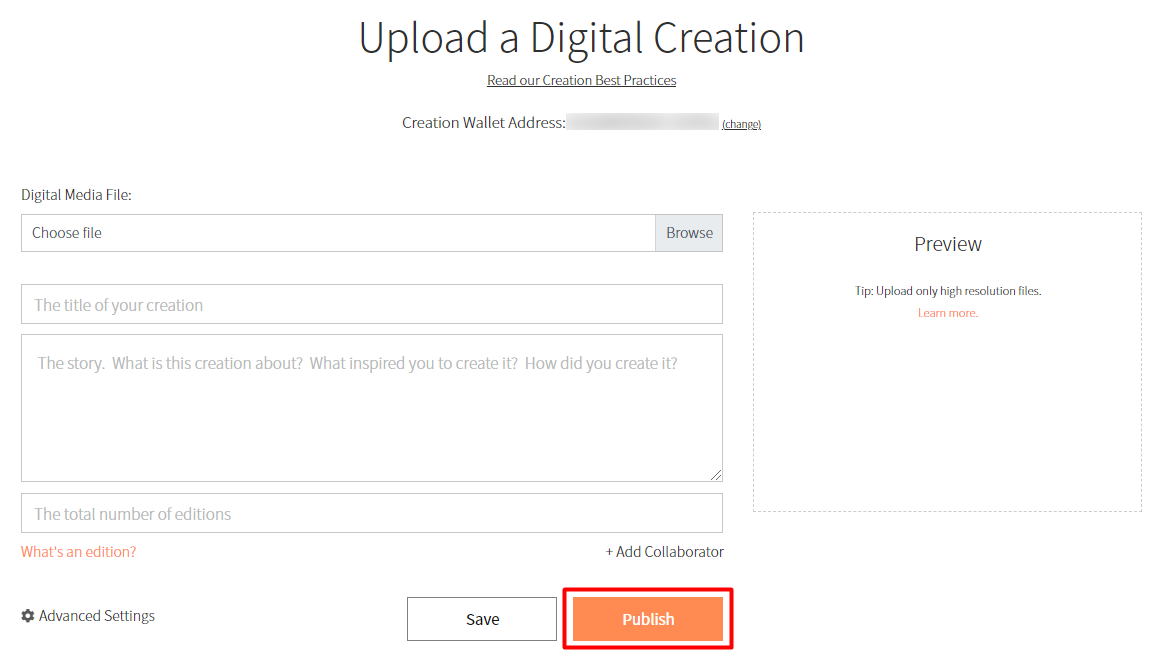 Upload a Digital Creation
Read our Creation Best Practices
Creation Wallet Address: (change)
Digital Media File:
Choose file Browse
The title of your creation
The story. What is this creation about? What inspired you to create it? How did you create it?
The total number of editions
What's an edition? + Add Collaborator
Advanced Settings Save Publish
Preview
Tip: Upload only high resolution files.
Learn more.